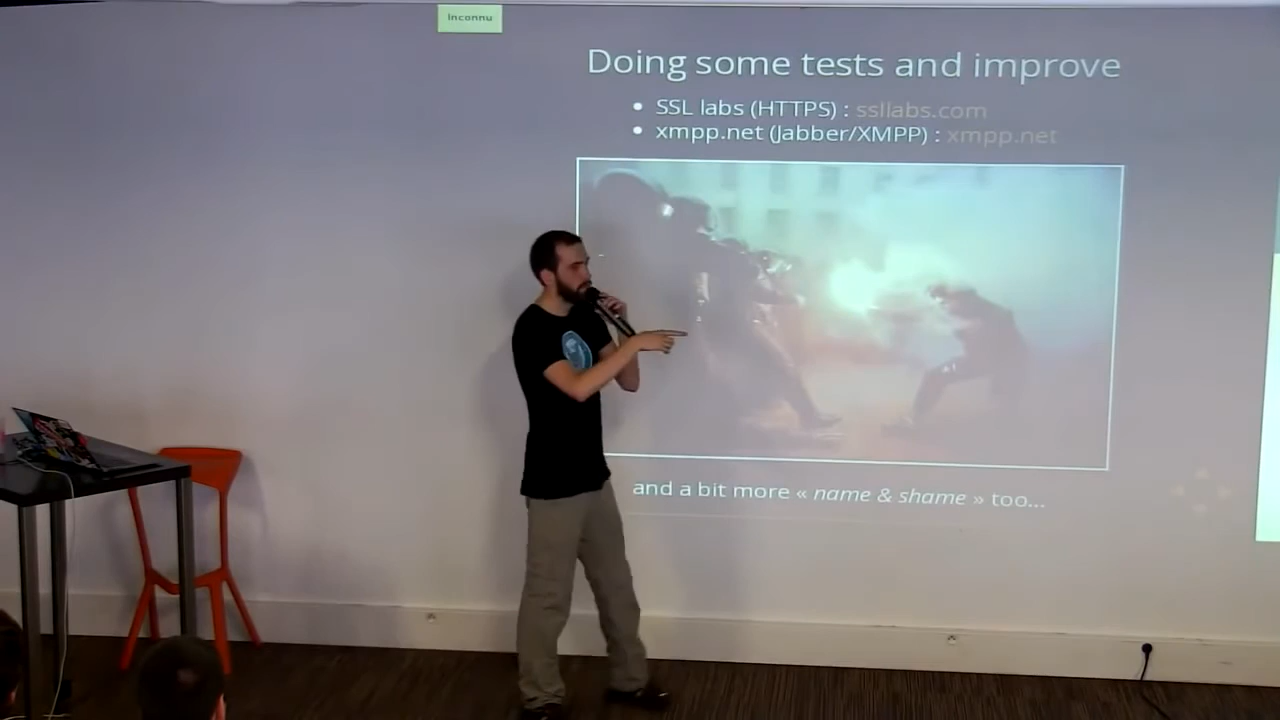 Inconnu
Doing some tests and improve
• SSL labs (HTTPS) : ssllabs.com
• xmpp.net (Jabber/XMPP) : xmpp.net
and a bit more « name & shame » too...